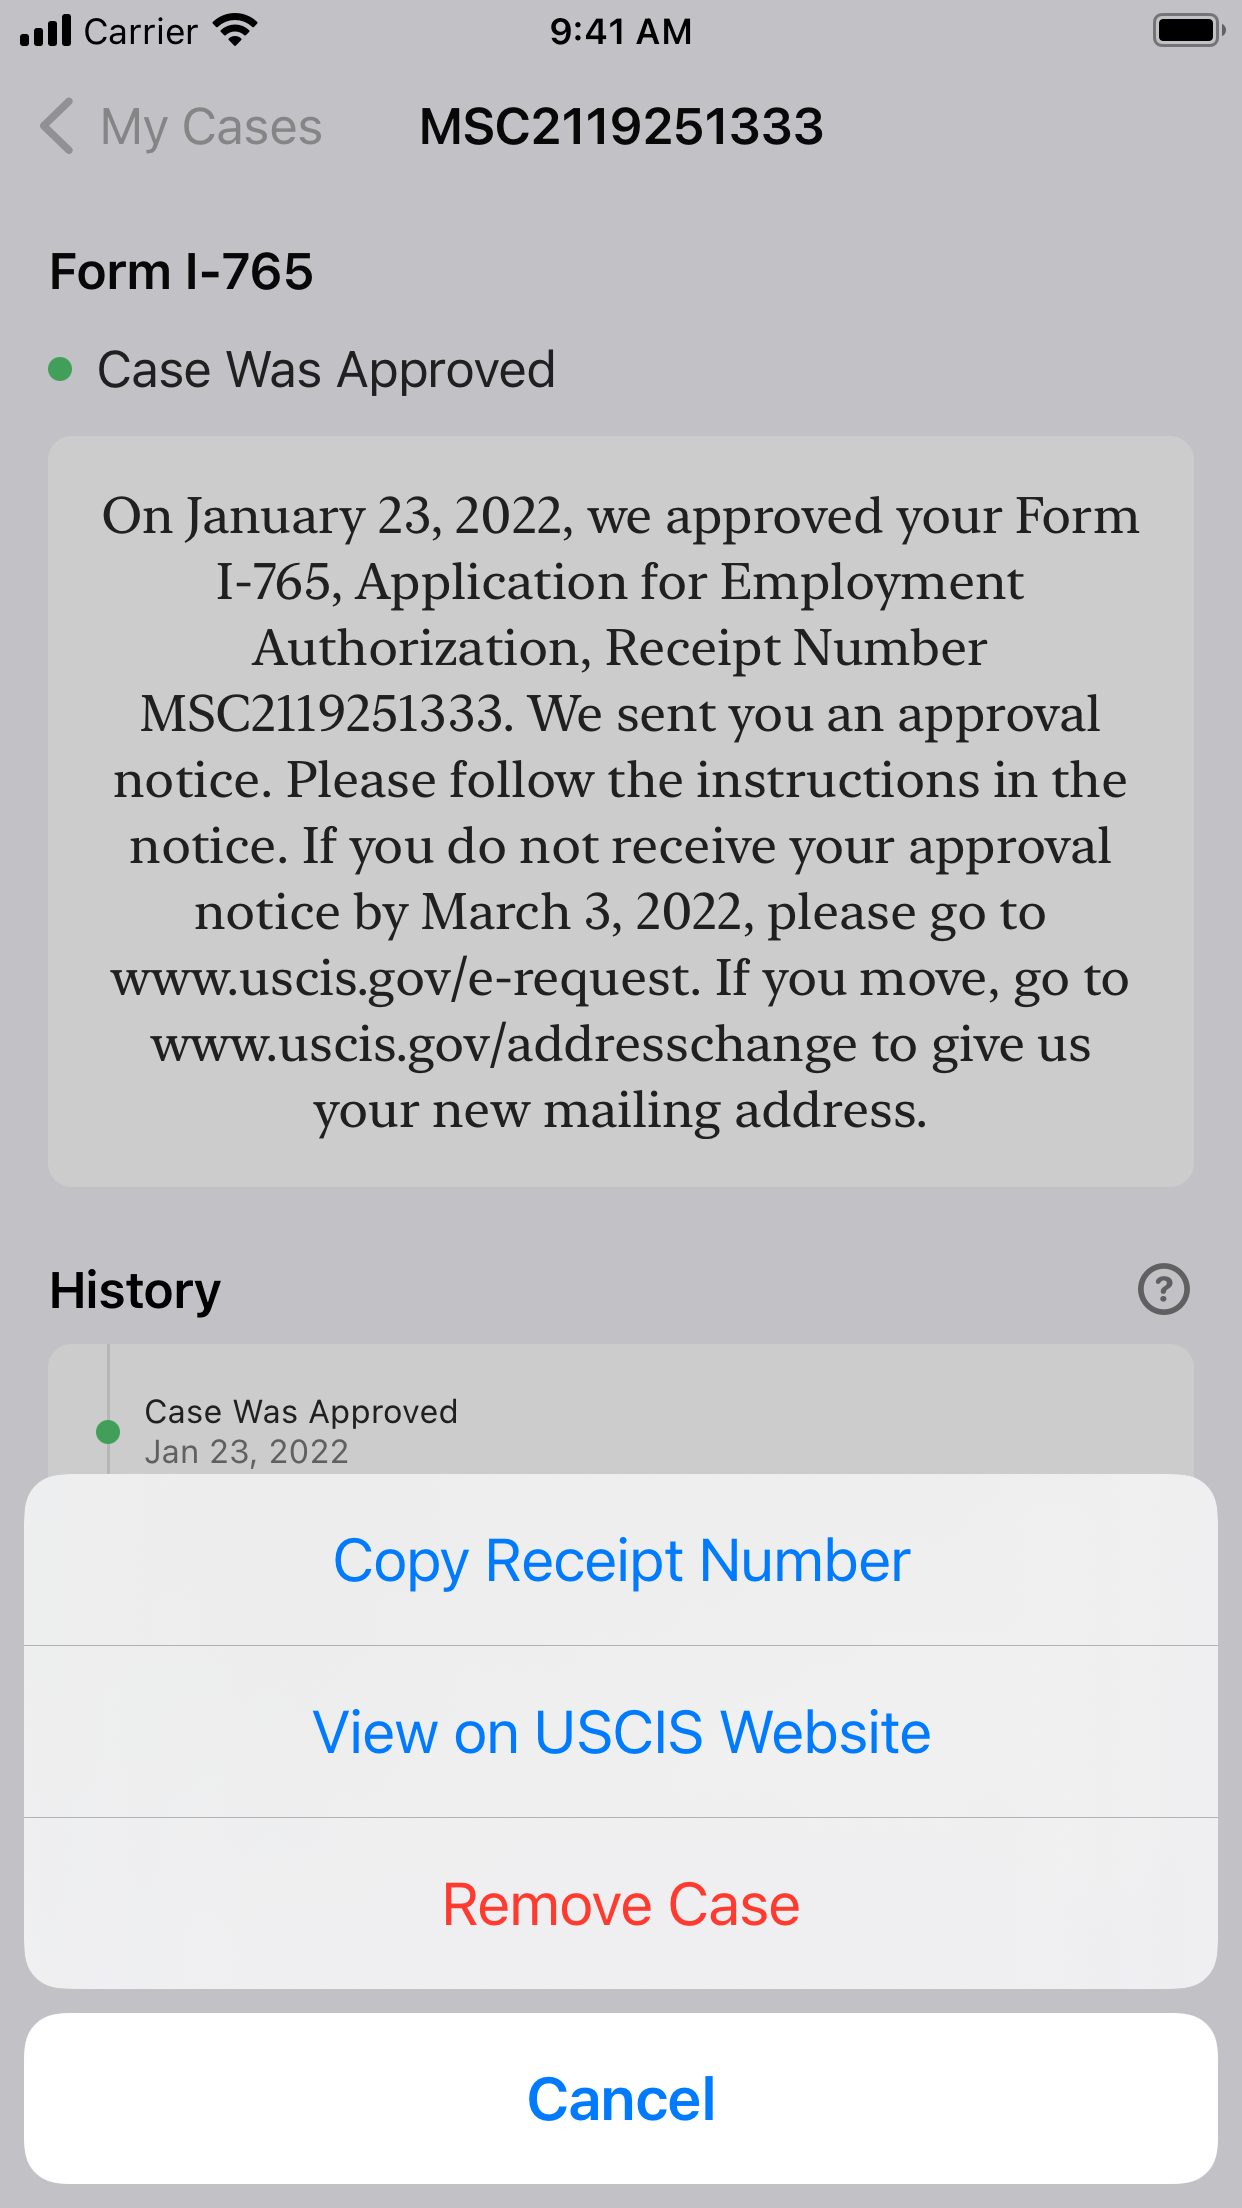 Carrier 9:41 AM
My Cases MSC2119251333
Form I-765
Case Was Approved
On January 23, 2022, we approved your Form
I-765, Application for Employment
Authorization, Receipt Number
MSC2119251333. We sent you an approval
notice. Please follow the instructions in the
notice. If you do not receive your approval
notice by March 3, 2022, please go to
www.uscis.gov/e-request. If you move, go to
www.uscis.gov/addresschange to give us
your new mailing address.
History ?
Case Was Approved
Jan 23, 2022
Copy Receipt Number
View on USCIS Website
Remove Case
Cancel